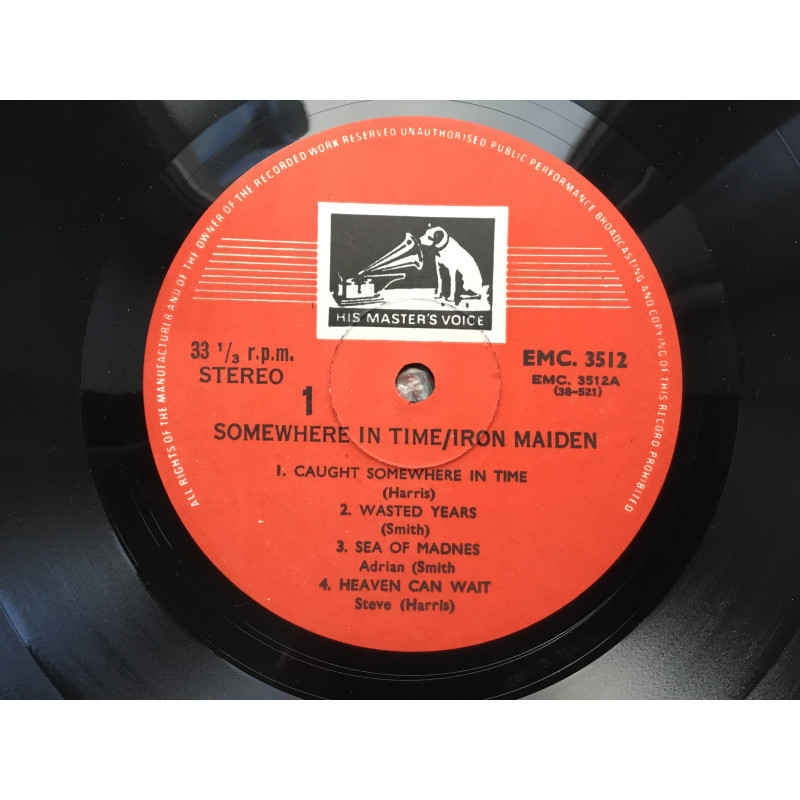 ALL RIGHTS OF THE MANUFACTURER AND OF THE OWNER OF THE RECORDED WORK RESERVED UNAUTHORISED PUBLIC PERFORMANCE BROADCASTING AND COPYING OF THIS RECORD PROHIBITED
HIS MASTER'S VOICE
33 1/3 r.p.m.
STEREO
1
EMC. 3512
EMC. 3512A
(38-521)
SOMEWHERE IN TIME/IRON MAIDEN
1. CAUGHT SOMEWHERE IN TIME
(Harris)
2. WASTED YEARS
(Smith)
3. SEA OF MADNES
Adrian (Smith
4. HEAVEN CAN WAIT
Steve (Harris)